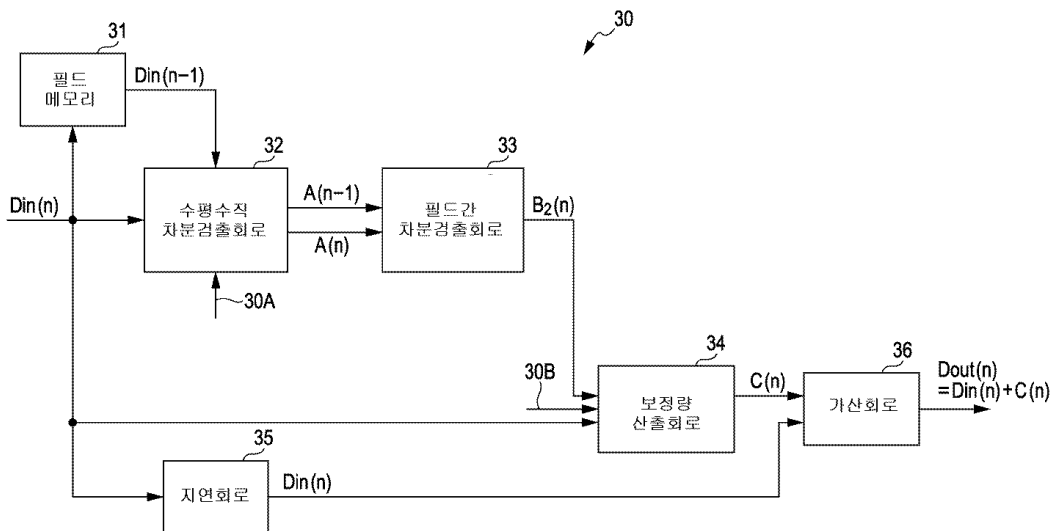 30
31
필드
메모리
Din(n−1)
32
33
Din(n)
수평수직
차분검출회로
A(n−1)
A(n)
필드간
차분검출회로
B2(n)
30A
34
36
30B
보정량
산출회로
C(n)
가산회로
Dout(n)
=Din(n)+C(n)
35
지연회로
Din(n)